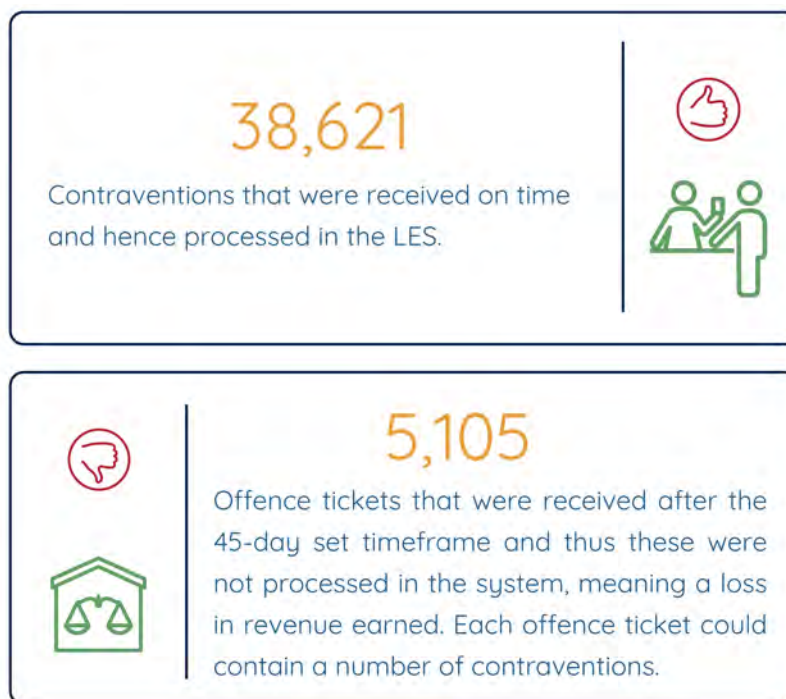 38,621
Contraventions that were received on time
and hence processed in the LES.
5,105
Offence tickets that were received after the
45-day set timeframe and thus these were
not processed in the system, meaning a loss
in revenue earned. Each offence ticket could
contain a number of contraventions.